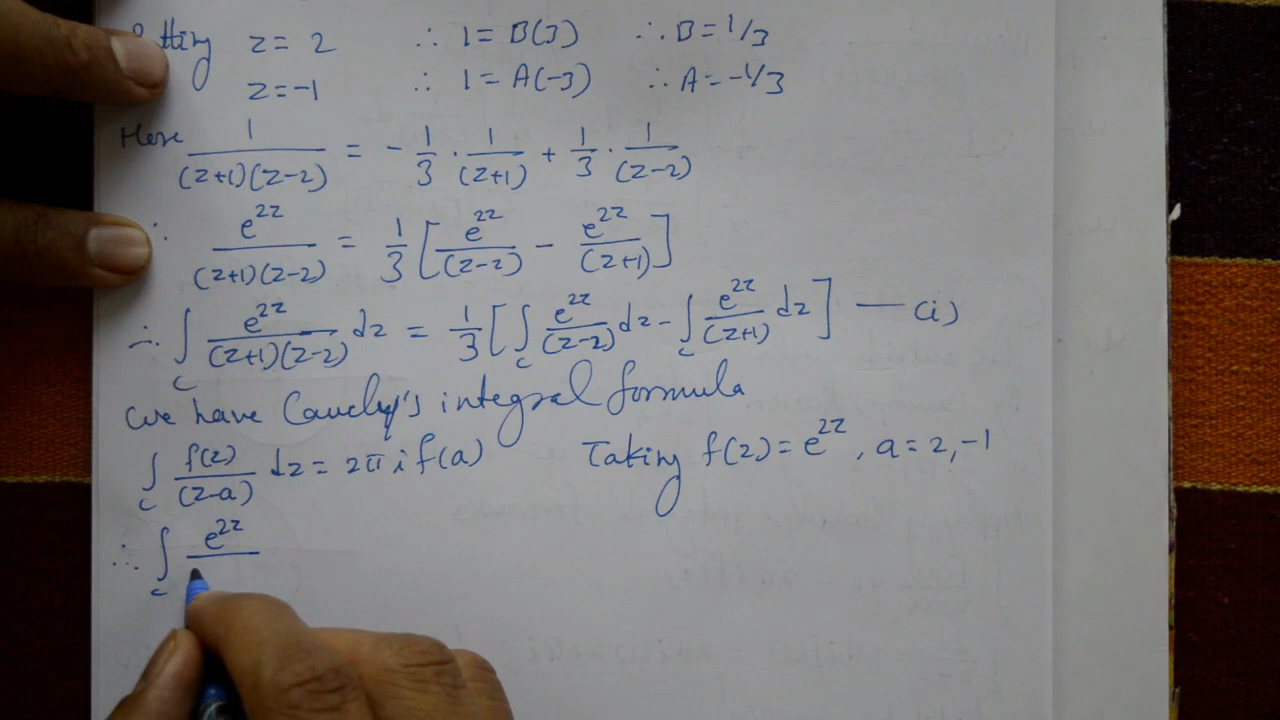 Putting z = 2 ∴ 1 = B(3) ∴ B = 1/3
z = -1 ∴ 1 = A(-3) ∴ A = -1/3
Here 1/((z+1)(z-2)) = - 1/3 · 1/(z+1) + 1/3 · 1/(z-2)
∴ e^{2z}/((z+1)(z-2)) = 1/3 [ e^{2z}/(z-2) - e^{2z}/(z+1) ]
∴ ∫_C e^{2z}/((z+1)(z-2)) dz = 1/3 [ ∫_C e^{2z}/(z-2) dz - ∫_C e^{2z}/(z+1) dz ] — (i)
We have Cauchy's integral formula
∫_C f(z)/(z-a) dz = 2πi f(a) Taking f(z) = e^{2z}, a = 2, -1
∴ ∫_C e^{2z}